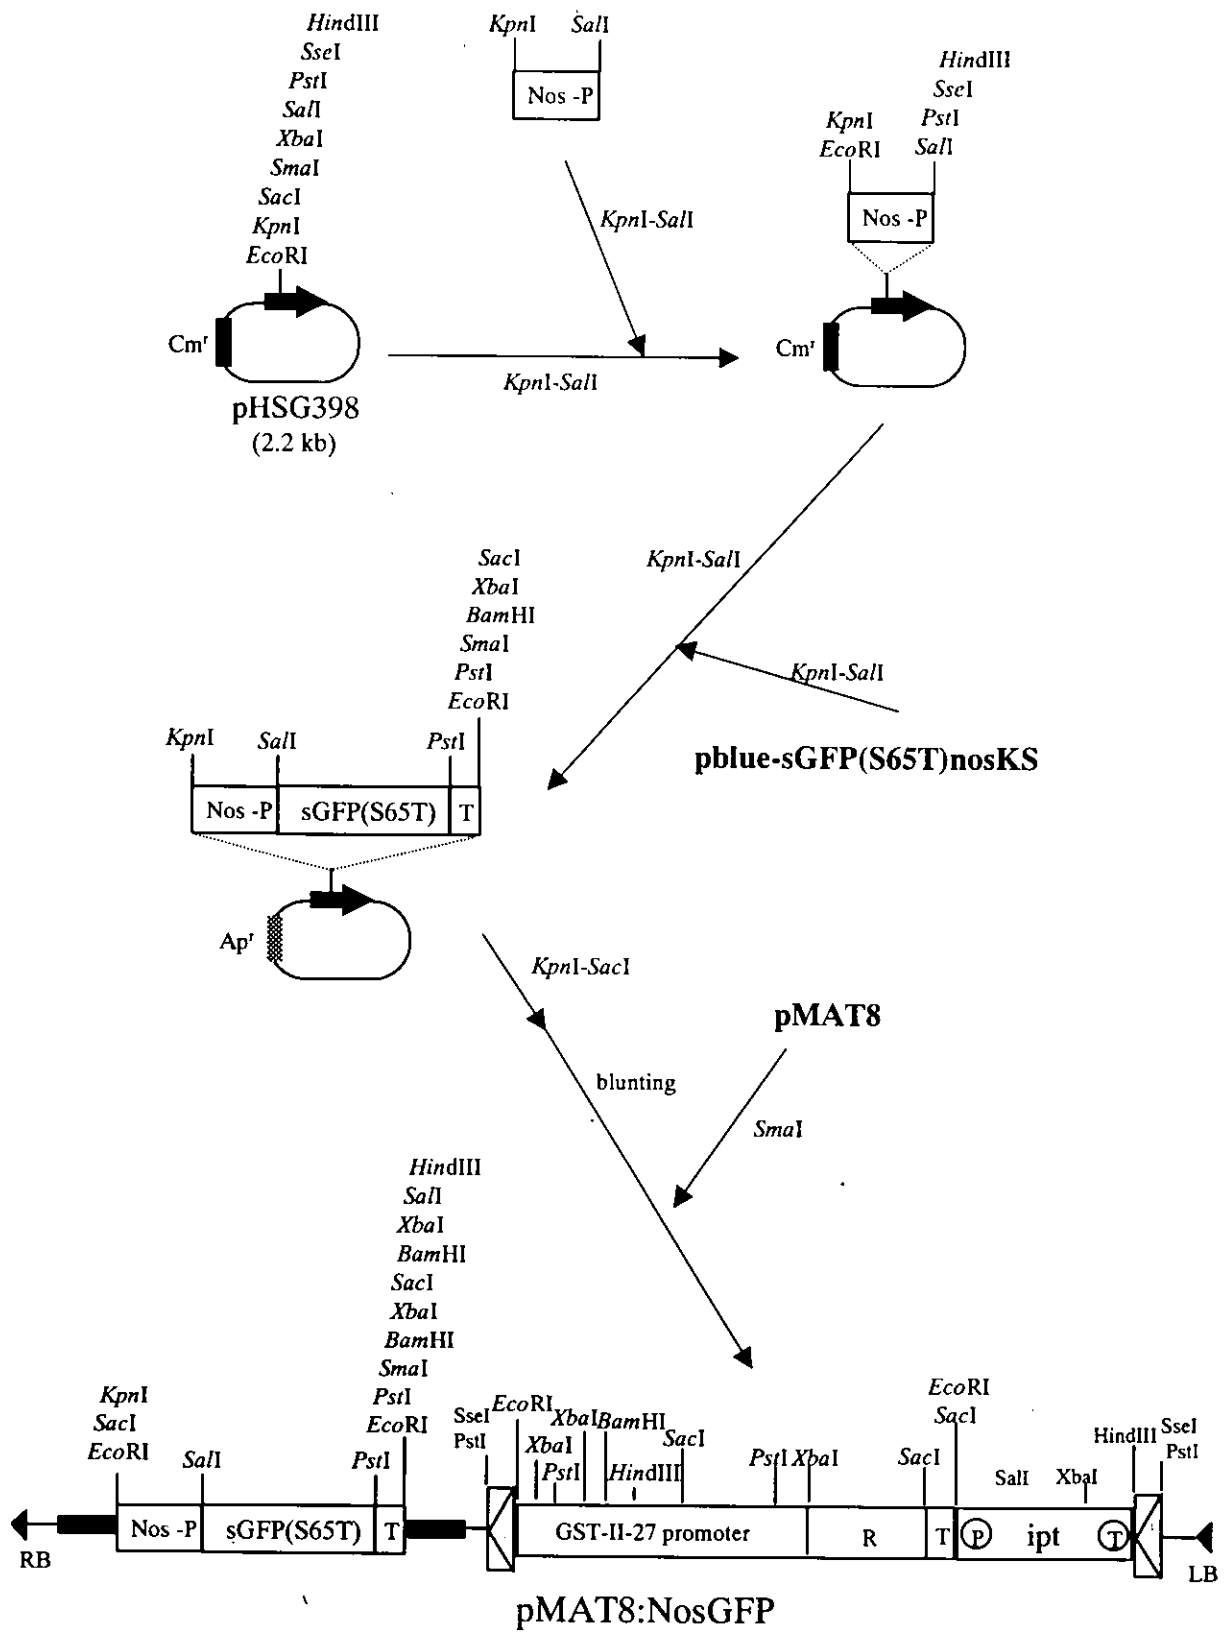 HindIII
SseI
PstI
SalI
XbaI
SmaI
SacI
KpnI
EcoRI
Cmʳ
pHSG398
(2.2 kb)
KpnI SalI
Nos -P
KpnI-SalI
KpnI-SalI
HindIII
SseI
PstI
SalI
KpnI
EcoRI
Nos -P
Cmʳ
KpnI-SalI
KpnI-SalI
pblue-sGFP(S65T)nosKS
SacI
XbaI
BamHI
SmaI
PstI
EcoRI
KpnI SalI PstI
Nos -P sGFP(S65T) T
Apʳ
KpnI-SacI
blunting
pMAT8
SmaI
HindIII
SalI
XbaI
BamHI
SacI
XbaI
BamHI
SmaI
PstI
EcoRI
KpnI
SacI
EcoRI
SalI
PstI
SseI
PstI
EcoRI
XbaI
PstI
XbaI
BamHI
HindIII
SacI
PstI XbaI
SacI
EcoRI
SacI
SalI
XbaI
HindIII
SseI
PstI
RB
Nos -P sGFP(S65T) T GST-II-27 promoter R T P ipt T
LB
pMAT8:NosGFP